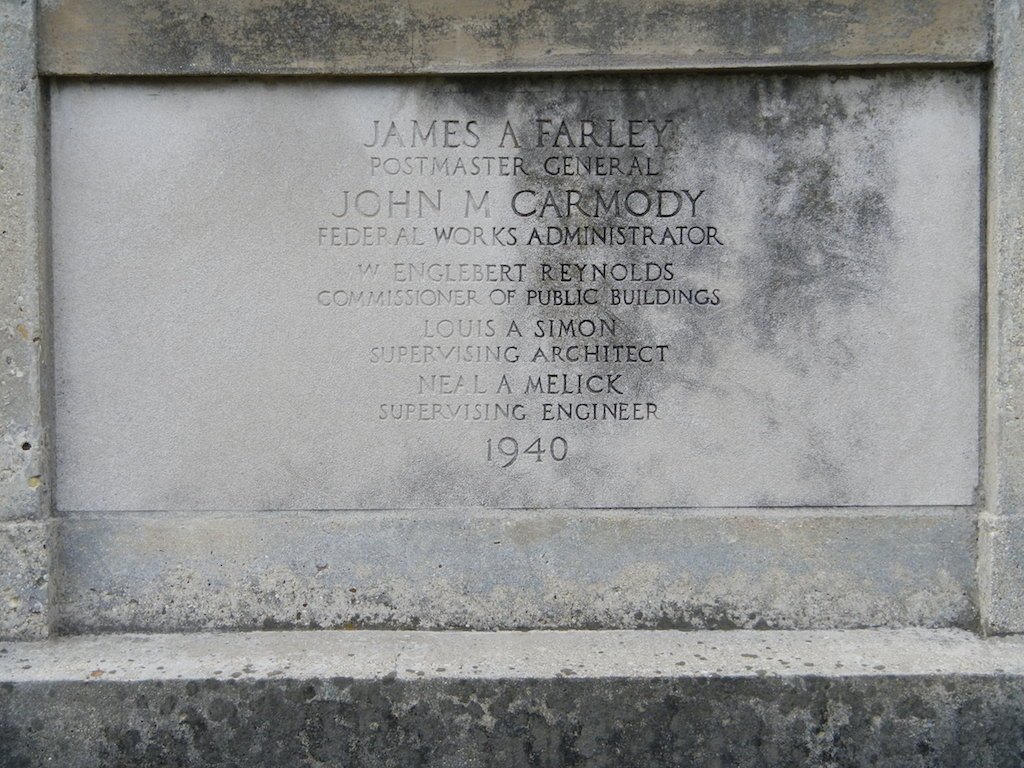 JAMES A FARLEY
POSTMASTER GENERAL
JOHN M CARMODY
FEDERAL WORKS ADMINISTRATOR
W ENGLEBERT REYNOLDS
COMMISSIONER OF PUBLIC BUILDINGS
LOUIS A SIMON
SUPERVISING ARCHITECT
NEAL A MELICK
SUPERVISING ENGINEER
1940